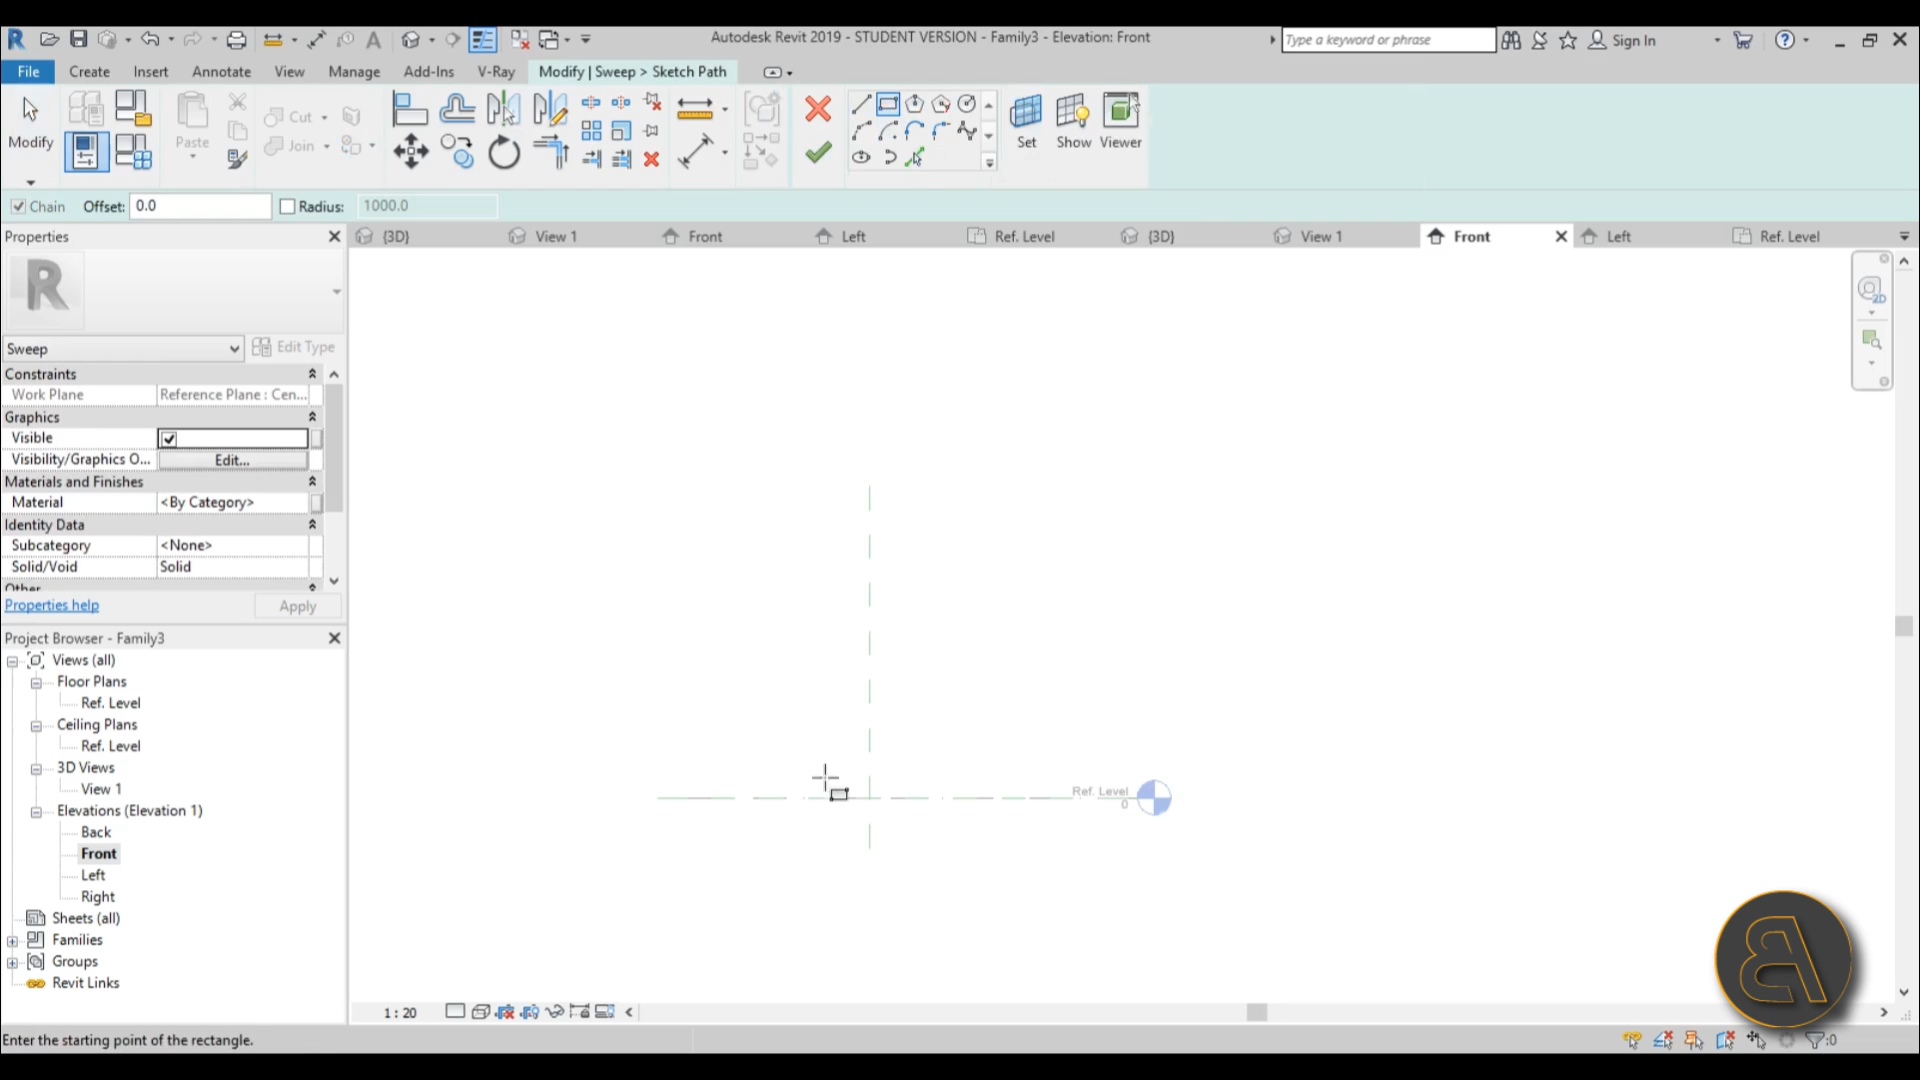 Autodesk Revit 2019 - STUDENT VERSION - Family3 - Elevation: Front
Type a keyword or phrase
Sign In
File Create Insert Annotate View Manage Add-Ins V-Ray Modify | Sweep > Sketch Path
Modify
Paste
Cut
Join
Set Show Viewer
Chain Offset: 0.0 Radius: 1000.0
Properties
{3D} View 1 Front Left Ref. Level {3D} View 1 Front Left Ref. Level
R
Sweep Edit Type
Constraints
Work Plane Reference Plane : Cen...
Graphics
Visible
Visibility/Graphics O... Edit...
Materials and Finishes
Material <By Category>
Identity Data
Subcategory <None>
Solid/Void Solid
Other
Properties help Apply
Project Browser - Family3
Views (all)
Floor Plans
Ref. Level
Ceiling Plans
Ref. Level
3D Views
View 1
Elevations (Elevation 1)
Back
Front
Left
Right
Sheets (all)
Families
Groups
Revit Links
Ref. Level
0
2D
1 : 20
Enter the starting point of the rectangle.
:0